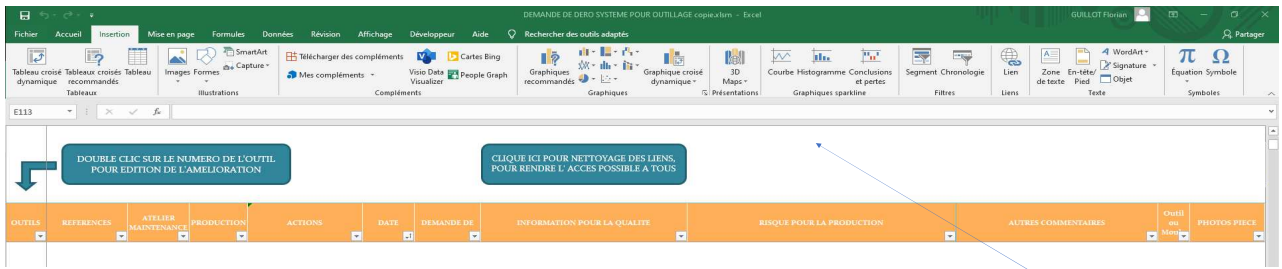 DEMANDE DE DERO SYSTEME POUR OUTILLAGE copie.xlsm - Excel
GUILLOT Florian
Fichier Accueil Insertion Mise en page Formules Données Révision Affichage Développeur Aide Rechercher des outils adaptés
Partager
Tableau croisé dynamique
Tableaux croisés recommandés
Tableau
Tableaux
Images
Formes
SmartArt
Capture
Illustrations
Télécharger des compléments
Mes compléments
Visio Data Visualizer
Cartes Bing
People Graph
Compléments
Graphiques recommandés
Graphique croisé dynamique
Graphiques
3D Maps
Présentations
Courbe
Histogramme
Conclusions et pertes
Graphiques sparkline
Segment
Chronologie
Filtres
Lien
Liens
Zone de texte
En-tête/ Pied
WordArt
Signature
Objet
Texte
Équation
Symbole
Symboles
E113
fx
DOUBLE CLIC SUR LE NUMERO DE L'OUTIL
POUR EDITION DE L'AMELIORATION
CLIQUE ICI POUR NETTOYAGE DES LIENS,
POUR RENDRE L' ACCES POSSIBLE A TOUS
OUTILS
REFERENCES
ATELIER
MAINTENANCE
PRODUCTION
ACTIONS
DATE
DEMANDE DE
INFORMATION POUR LA QUALITE
RISQUE POUR LA PRODUCTION
AUTRES COMMENTAIRES
Outil
ou
PHOTOS PIECE